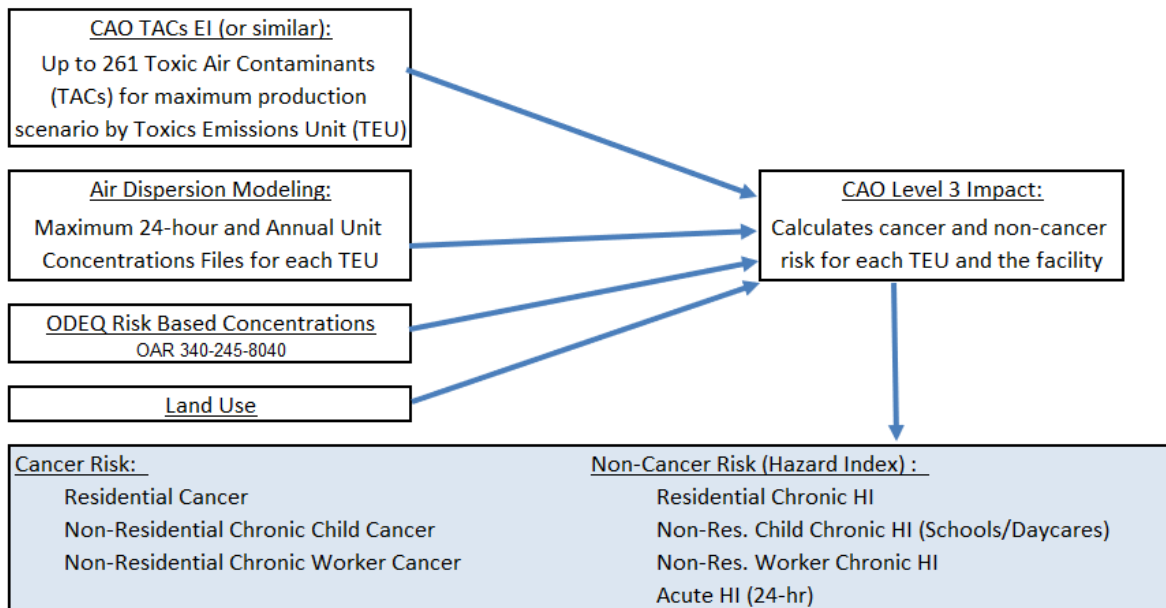 CAO TACs EI (or similar):
Up to 261 Toxic Air Contaminants
(TACs) for maximum production
scenario by Toxics Emissions Unit (TEU)
Air Dispersion Modeling:
Maximum 24-hour and Annual Unit
Concentrations Files for each TEU
ODEQ Risk Based Concentrations
OAR 340-245-8040
Land Use
CAO Level 3 Impact:
Calculates cancer and non-cancer
risk for each TEU and the facility
Cancer Risk:
Residential Cancer
Non-Residential Chronic Child Cancer
Non-Residential Chronic Worker Cancer
Non-Cancer Risk (Hazard Index) :
Residential Chronic HI
Non-Res. Child Chronic HI (Schools/Daycares)
Non-Res. Worker Chronic HI
Acute HI (24-hr)